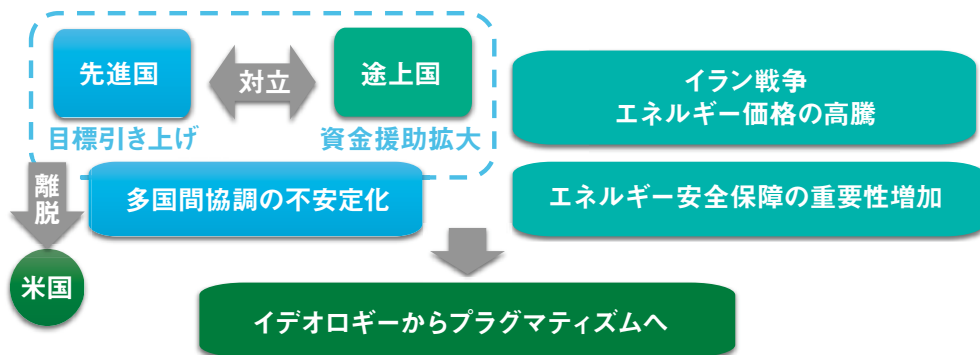 先進国
対立
途上国
目標引き上げ
資金援助拡大
離脱
米国
多国間協調の不安定化
イラン戦争
エネルギー価格の高騰
エネルギー安全保障の重要性増加
イデオロギーからプラグマティズムへ